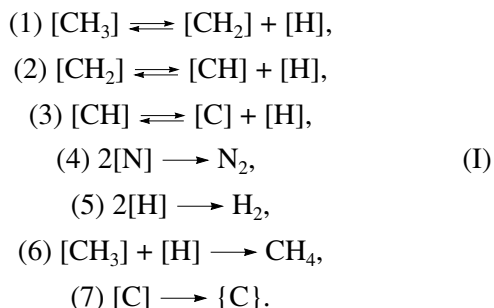 (1) [CH₃] ⇌ [CH₂] + [H],
(2) [CH₂] ⇌ [CH] + [H],
(3) [CH] ⇌ [C] + [H],
(4) 2[N] ⟶ N₂,
(I)
(5) 2[H] ⟶ H₂,
(6) [CH₃] + [H] ⟶ CH₄,
(7) [C] ⟶ {C}.